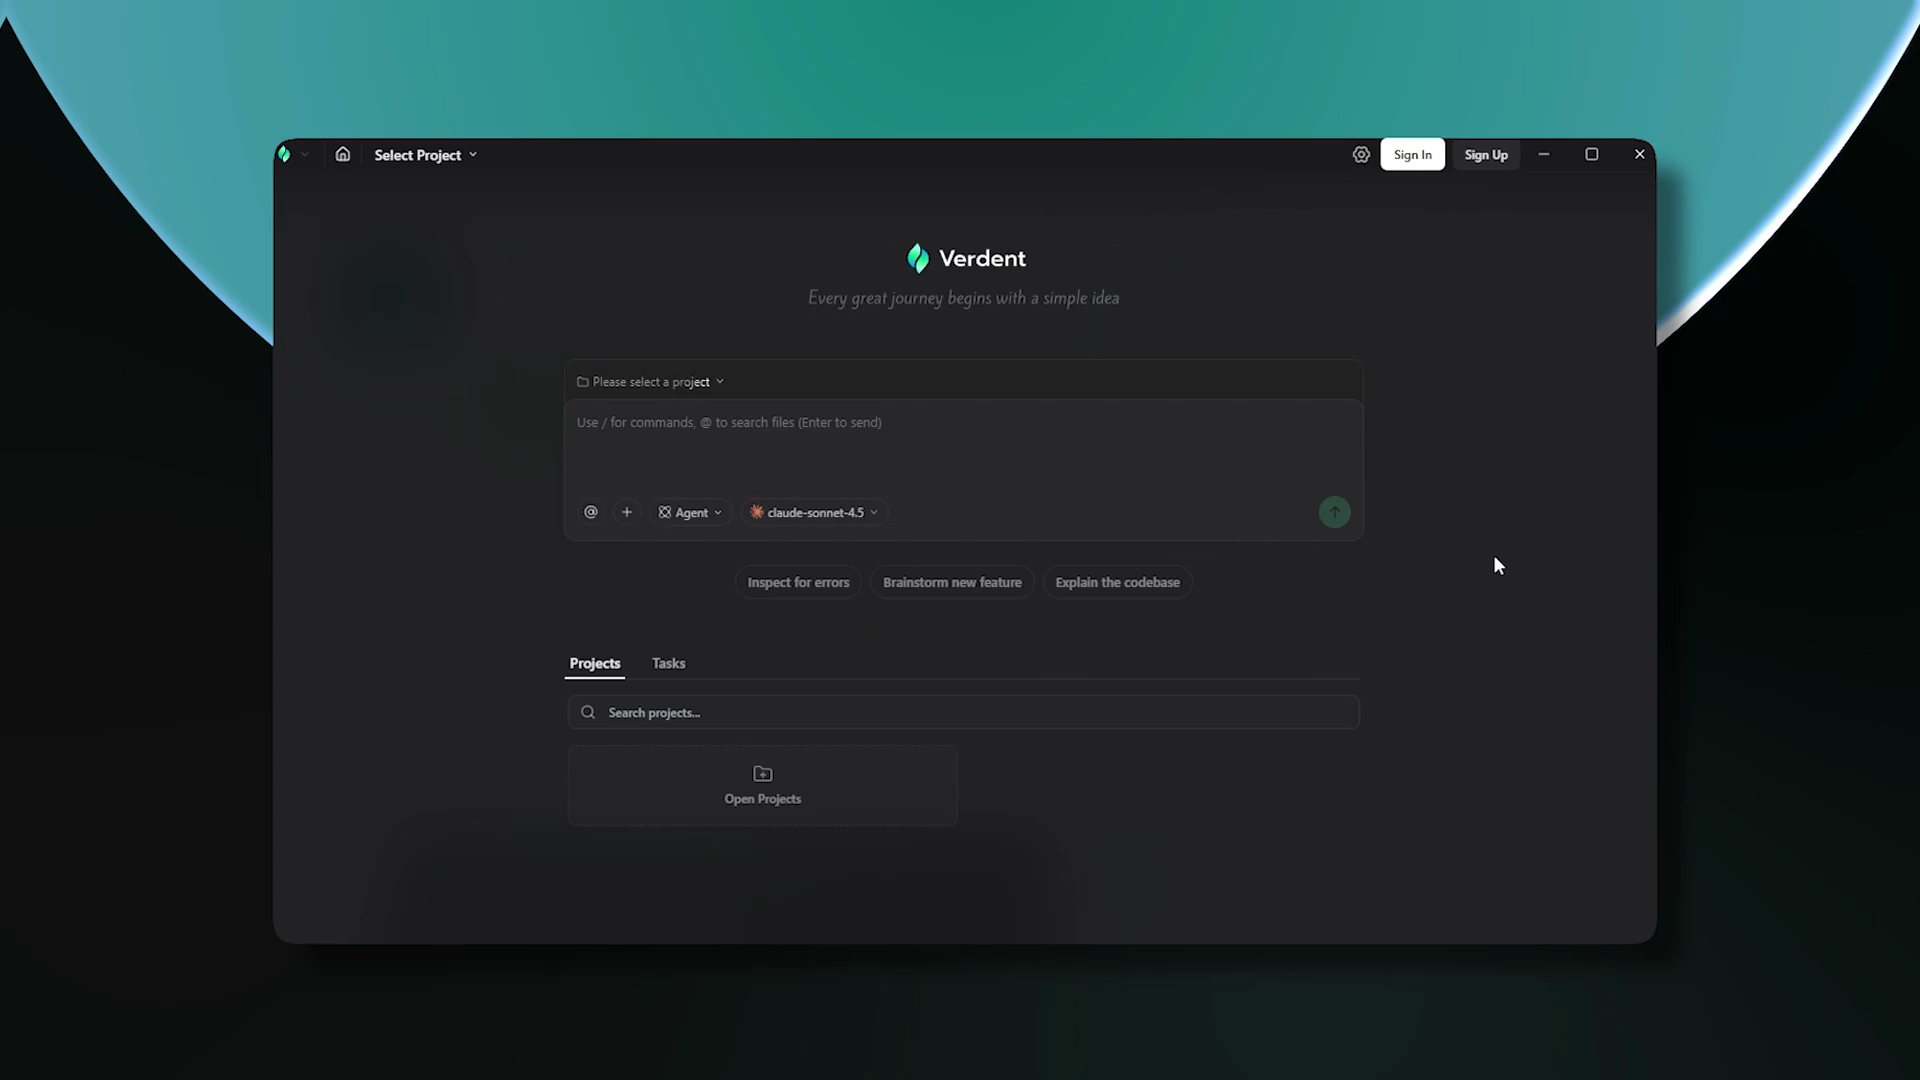 Select Project
Sign In
Sign Up
Verdent
Every great journey begins with a simple idea
Please select a project
Use / for commands, @ to search files (Enter to send)
@ + Agent claude-sonnet-4.5
Inspect for errors
Brainstorm new feature
Explain the codebase
Projects
Tasks
Search projects...
Open Projects